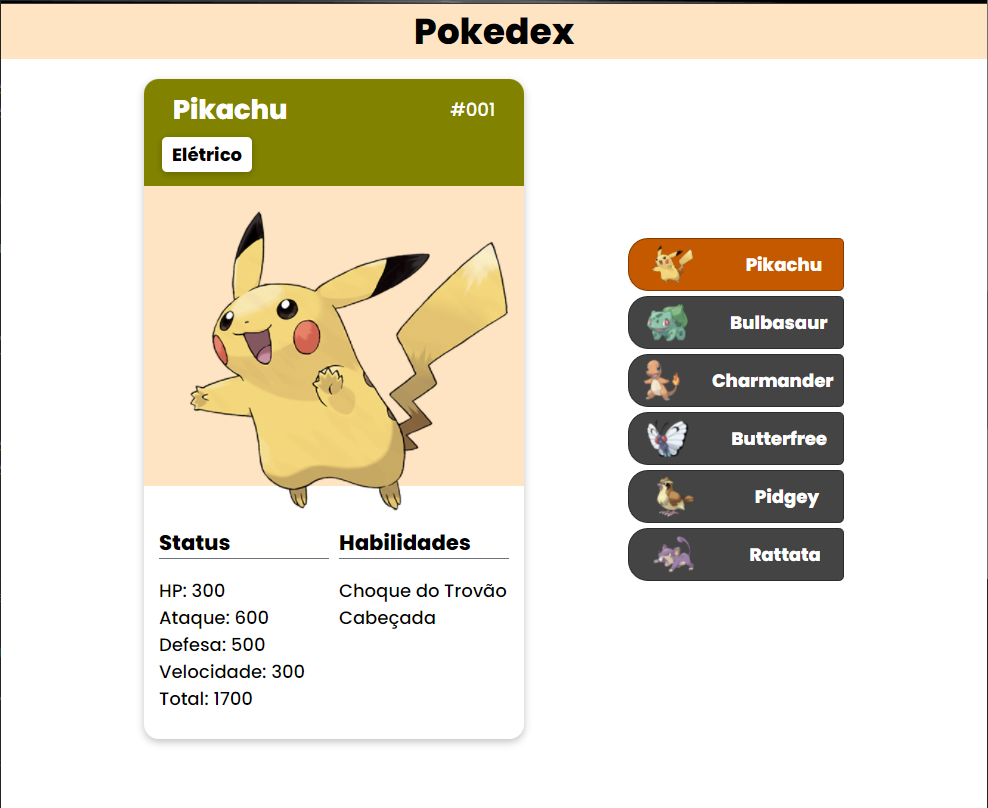 Pokedex
Pikachu #001
Elétrico
Status
HP: 300
Ataque: 600
Defesa: 500
Velocidade: 300
Total: 1700
Habilidades
Choque do Trovão
Cabeçada
Pikachu
Bulbasaur
Charmander
Butterfree
Pidgey
Rattata